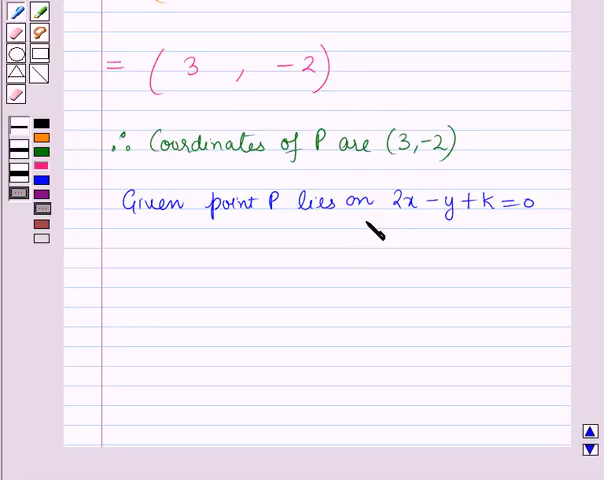 = ( 3 , -2 )
∴ Coordinates of P are (3,-2)
Given point P lies on 2x - y + k = 0